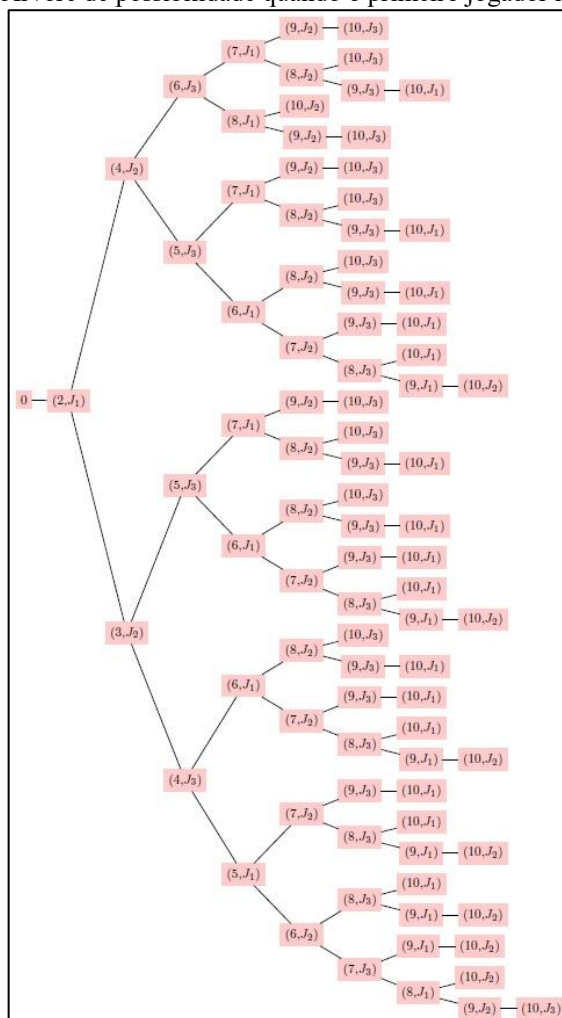 quando o primeiro jogador
(9,J₂) (10,J₃)
(7,J₁)
(10,J₃)
(8,J₂)
(6,J₃)
(9,J₃) (10,J₁)
(10,J₂)
(8,J₁)
(9,J₂) (10,J₃)
(4,J₂) (9,J₂) (10,J₃)
(7,J₁)
(10,J₃)
(8,J₂)
(9,J₃) (10,J₁)
(5,J₃)
(10,J₃)
(8,J₂)
(9,J₃) (10,J₁)
(6,J₁)
(9,J₃) (10,J₁)
(7,J₂)
(10,J₁)
(8,J₃)
(9,J₁) (10,J₂)
0 (2,J₁) (9,J₂) (10,J₃)
(7,J₁)
(10,J₃)
(8,J₂)
(9,J₃) (10,J₁)
(5,J₃)
(10,J₃)
(8,J₂)
(9,J₃) (10,J₁)
(6,J₁)
(9,J₃) (10,J₁)
(7,J₂)
(10,J₁)
(8,J₃)
(9,J₁) (10,J₂)
(3,J₂)
(10,J₃)
(8,J₂)
(9,J₃) (10,J₁)
(6,J₁)
(9,J₃) (10,J₁)
(7,J₂)
(10,J₁)
(8,J₃)
(9,J₁) (10,J₂)
(4,J₃)
(9,J₃) (10,J₁)
(7,J₂)
(10,J₁)
(8,J₃)
(9,J₁) (10,J₂)
(5,J₁)
(10,J₁)
(8,J₃)
(9,J₁) (10,J₂)
(6,J₂)
(9,J₁) (10,J₂)
(7,J₃)
(10,J₂)
(8,J₁)
(9,J₂) (10,J₃)